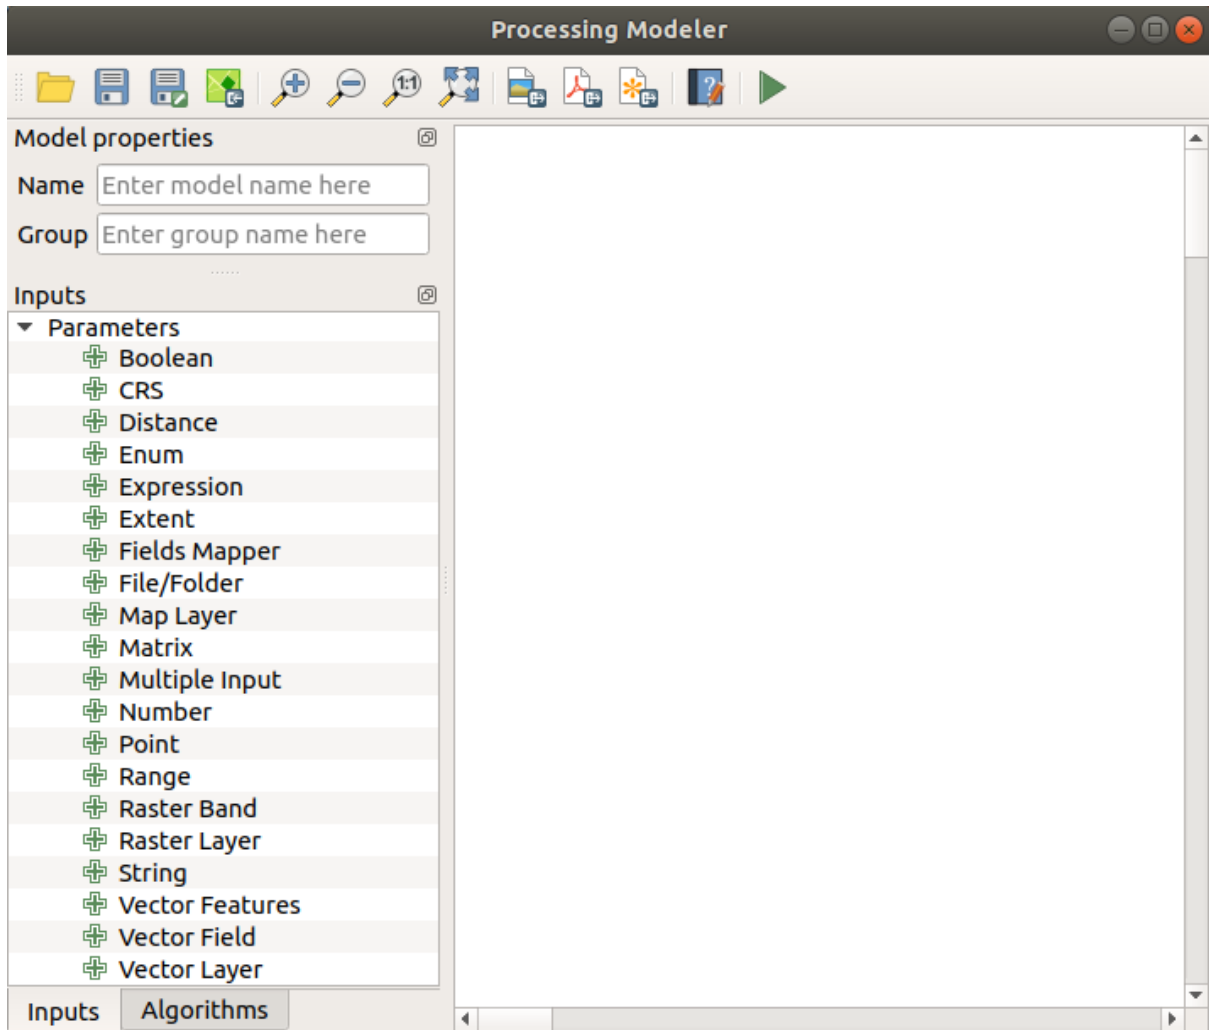 Processing Modeler
1:1
?
Model properties
Name Enter model name here
Group Enter group name here
Inputs
Parameters
Boolean
CRS
Distance
Enum
Expression
Extent
Fields Mapper
File/Folder
Map Layer
Matrix
Multiple Input
Number
Point
Range
Raster Band
Raster Layer
String
Vector Features
Vector Field
Vector Layer
Inputs Algorithms